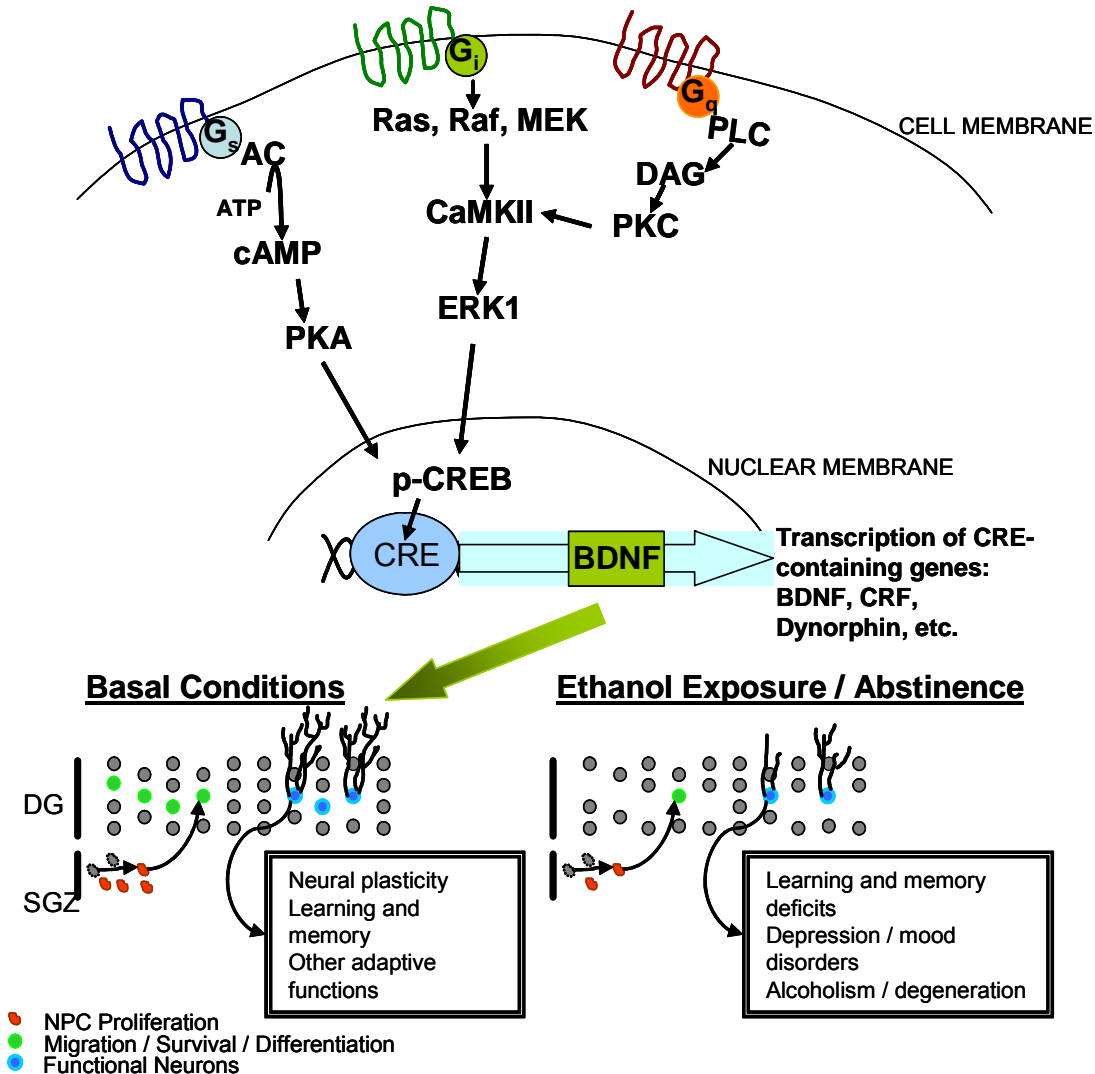 Gi
Gq
Gs
AC
Ras, Raf, MEK
PLC
CELL MEMBRANE
DAG
ATP
CaMKII
PKC
cAMP
ERK1
PKA
NUCLEAR MEMBRANE
p-CREB
CRE
BDNF
Transcription of CRE-
containing genes:
BDNF, CRF,
Dynorphin, etc.
Basal Conditions
DG
SGZ
Neural plasticity
Learning and
memory
Other adaptive
functions
Ethanol Exposure / Abstinence
Learning and memory
deficits
Depression / mood
disorders
Alcoholism / degeneration
NPC Proliferation
Migration / Survival / Differentiation
Functional Neurons